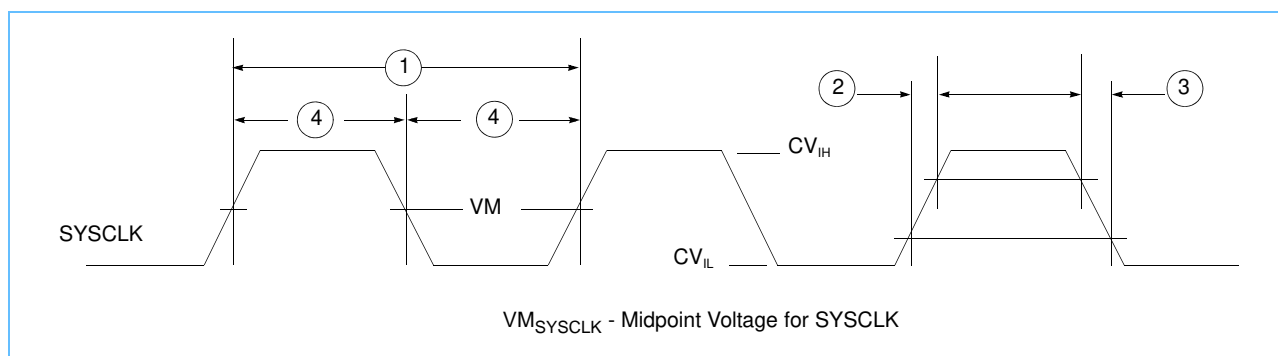 1
2
3
4
4
CV_IH
VM
SYSCLK
CV_IL
VM_SYSCLK - Midpoint Voltage for SYSCLK